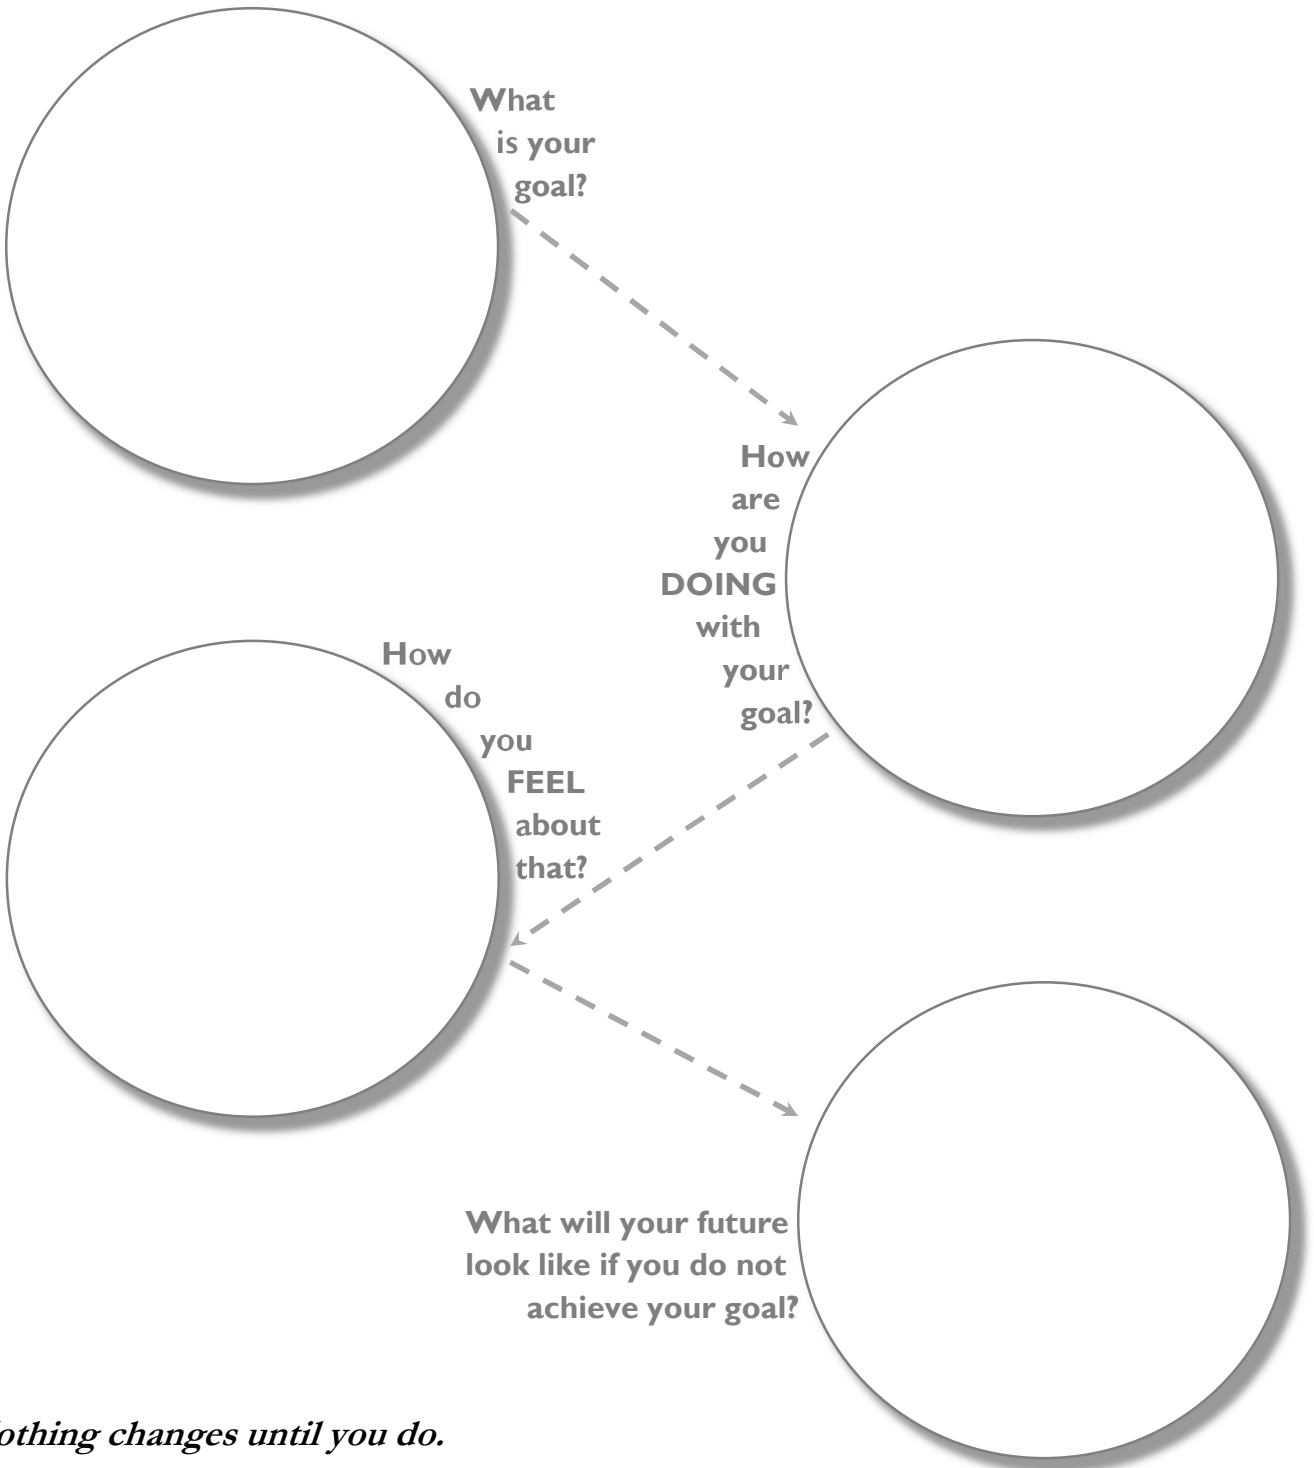 What
is your
goal?
How
are
you
DOING
with
your
goal?
How
do
you
FEEL
about
that?
What will your future
look like if you do not
achieve your goal?
othing changes until you do.